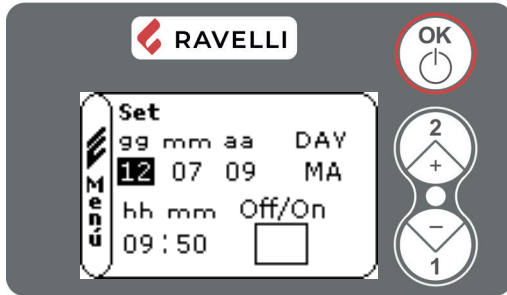 RAVELLI
OK
Set
gg mm aa DAY
12 07 09 MA
hh mm Off/On
09:50
Menú
2
+
−
1